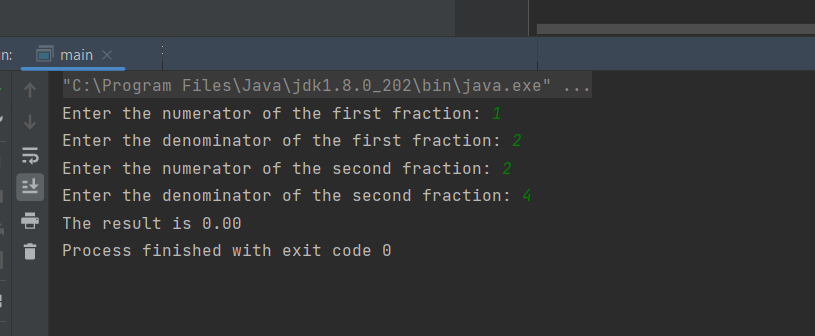 n:
main
"C:\Program Files\Java\jdk1.8.0_202\bin\java.exe" ...
Enter the numerator of the first fraction: 1
Enter the denominator of the first fraction: 2
Enter the numerator of the second fraction: 2
Enter the denominator of the second fraction: 4
The result is 0.00
Process finished with exit code 0